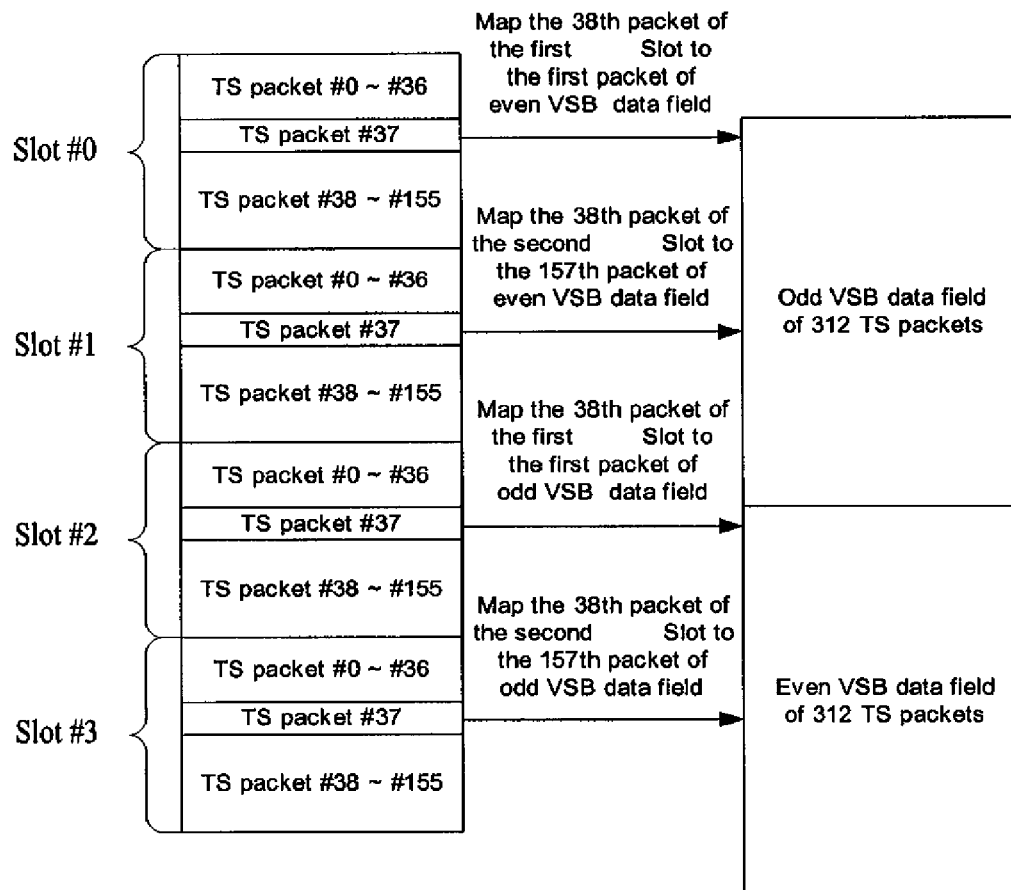 Map the 38th packet of
the first Slot to
the first packet of
even VSB data field
TS packet #0 ~ #36
Slot #0
TS packet #37
TS packet #38 ~ #155
Map the 38th packet of
the second Slot to
the 157th packet of
even VSB data field
TS packet #0 ~ #36
Slot #1
TS packet #37
TS packet #38 ~ #155
Odd VSB data field
of 312 TS packets
Map the 38th packet of
the first Slot to
the first packet of
odd VSB data field
TS packet #0 ~ #36
Slot #2
TS packet #37
TS packet #38 ~ #155
Map the 38th packet of
the second Slot to
the 157th packet of
odd VSB data field
TS packet #0 ~ #36
Slot #3
TS packet #37
TS packet #38 ~ #155
Even VSB data field
of 312 TS packets